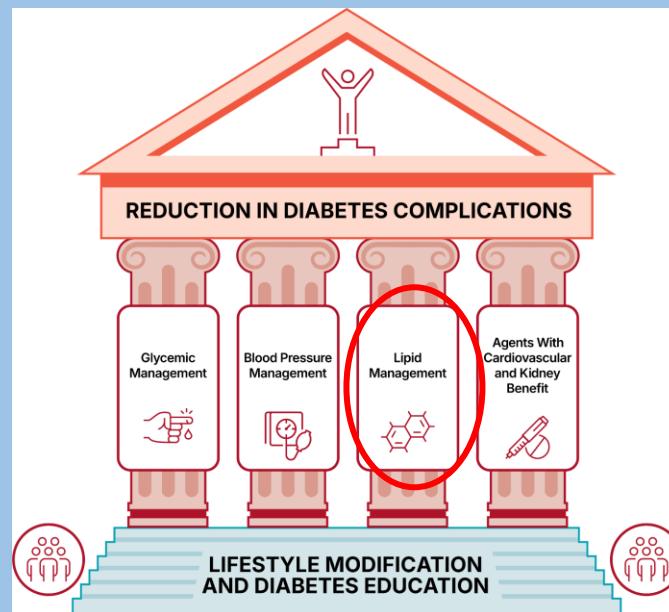 REDUCTION IN DIABETES COMPLICATIONS
Glycemic
Management
Blood Pressure
Management
Lipid
Management
Agents With
Cardiovascular
and Kidney
Benefit
LIFESTYLE MODIFICATION
AND DIABETES EDUCATION